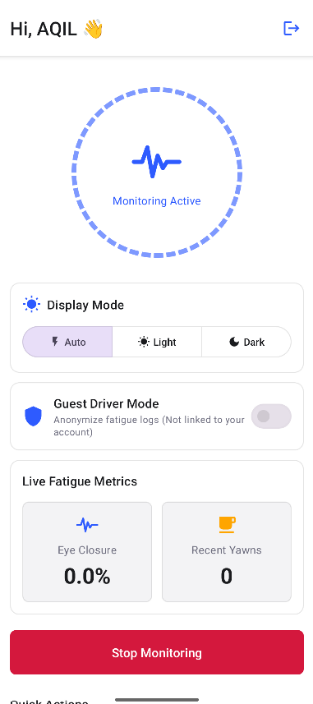 Hi, AQIL 👋
Monitoring Active
Display Mode
Auto
Light
Dark
Guest Driver Mode
Anonymize fatigue logs (Not linked to your
account)
Live Fatigue Metrics
Eye Closure
Recent Yawns
0.0%
0
Stop Monitoring
Quick Actions